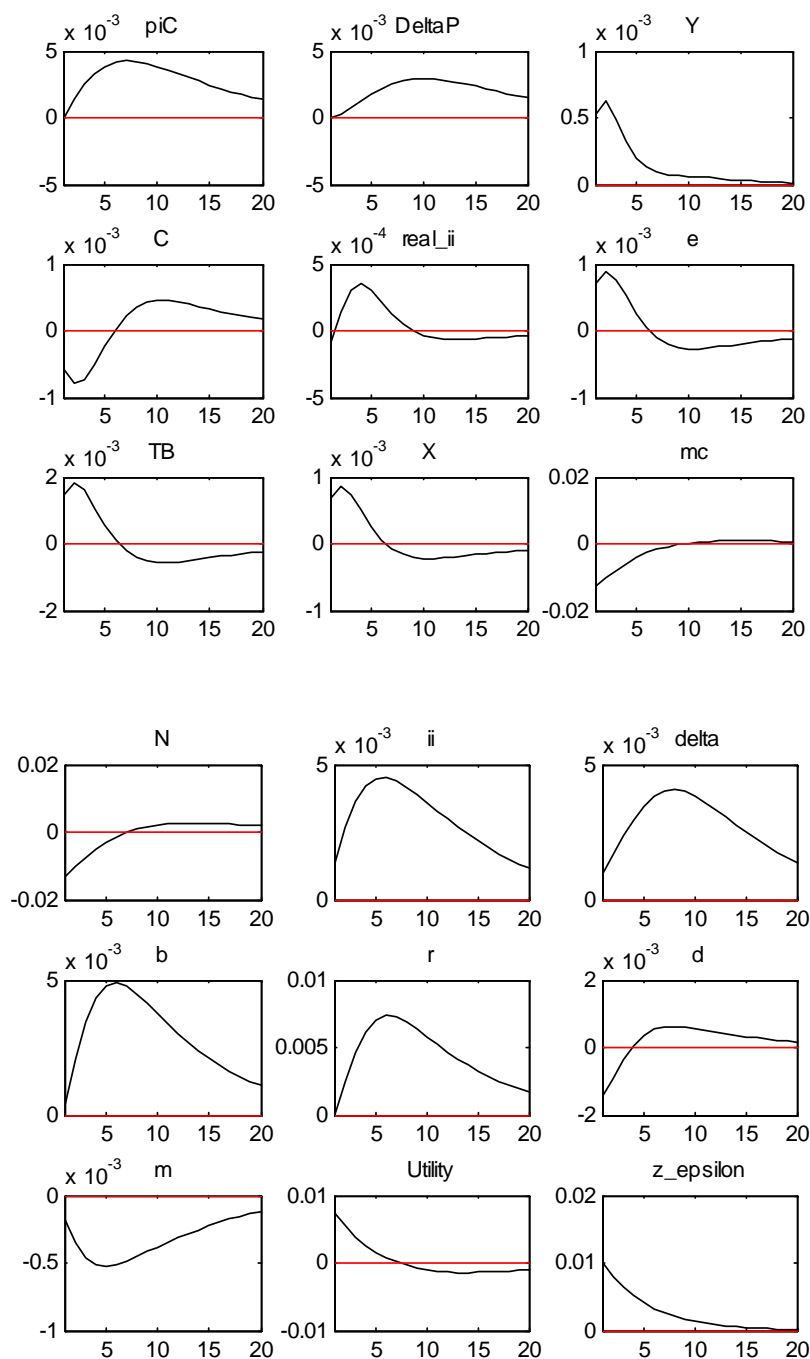 piC DeltaP Y
x 10^-3 x 10^-3 x 10^-3
5 5 1
0 0 0.5
-5 -5 0
5 10 15 20 5 10 15 20 5 10 15 20
C real_ii e
x 10^-3 x 10^-4 x 10^-3
1 5 1
0 0 0
-1 -5 -1
5 10 15 20 5 10 15 20 5 10 15 20
TB X mc
x 10^-3 x 10^-3
2 1 0.02
0 0 0
-2 -1 -0.02
5 10 15 20 5 10 15 20 5 10 15 20
N ii delta
x 10^-3 x 10^-3
0.02 5 5
0
-0.02 0 0
5 10 15 20 5 10 15 20 5 10 15 20
b r d
x 10^-3 x 10^-3
5 0.01 2
0.005 0
0 0 -2
5 10 15 20 5 10 15 20 5 10 15 20
m Utility z_epsilon
x 10^-3
0 0.01 0.02
-0.5 0 0.01
-1 -0.01 0
5 10 15 20 5 10 15 20 5 10 15 20